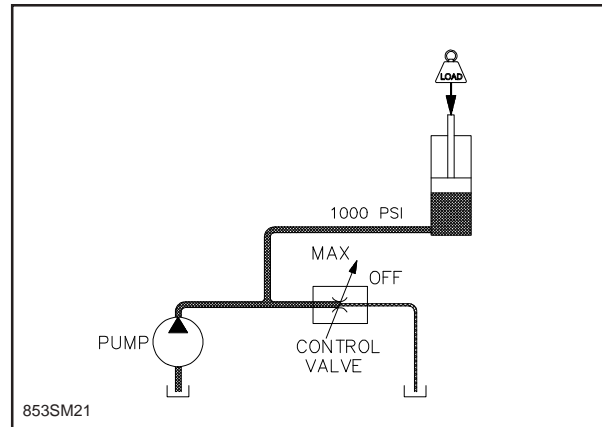 LOAD
1000 PSI
MAX
OFF
PUMP
CONTROL
VALVE
853SM21